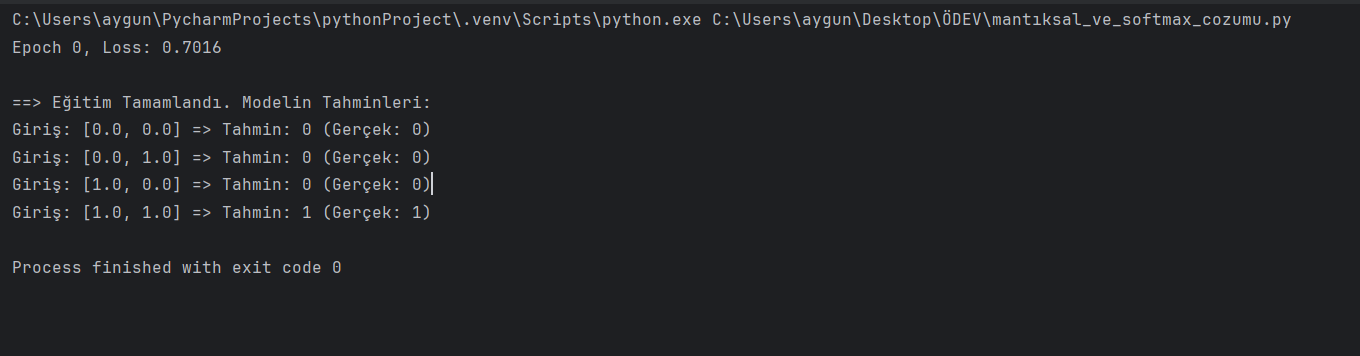 C:\Users\aygun\PycharmProjects\pythonProject\.venv\Scripts\python.exe C:\Users\aygun\Desktop\ÖDEV\mantıksal_ve_softmax_cozumu.py
Epoch 0, Loss: 0.7016
==> Eğitim Tamamlandı. Modelin Tahminleri:
Giriş: [0.0, 0.0] => Tahmin: 0 (Gerçek: 0)
Giriş: [0.0, 1.0] => Tahmin: 0 (Gerçek: 0)
Giriş: [1.0, 0.0] => Tahmin: 0 (Gerçek: 0)
Giriş: [1.0, 1.0] => Tahmin: 1 (Gerçek: 1)
Process finished with exit code 0